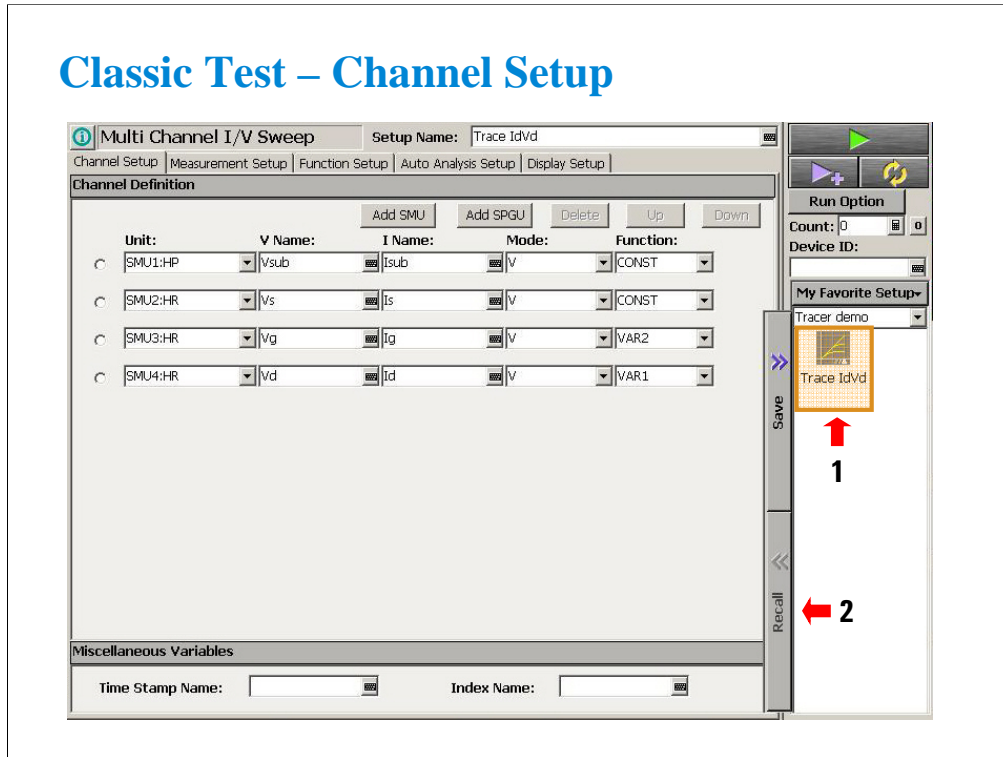 Classic Test – Channel Setup
Multi Channel I/V Sweep Setup Name: Trace IdVd
Channel Setup Measurement Setup Function Setup Auto Analysis Setup Display Setup
Channel Definition
Add SMU Add SPGU Delete Up Down
Unit: V Name: I Name: Mode: Function:
SMU1:HP Vsub Isub V CONST
SMU2:HR Vs Is V CONST
SMU3:HR Vg Ig V VAR2
SMU4:HR Vd Id V VAR1
Miscellaneous Variables
Time Stamp Name: Index Name:
Save
Recall
Run Option
Count: 0 0
Device ID:
My Favorite Setup
Tracer demo
Trace IdVd
1
2